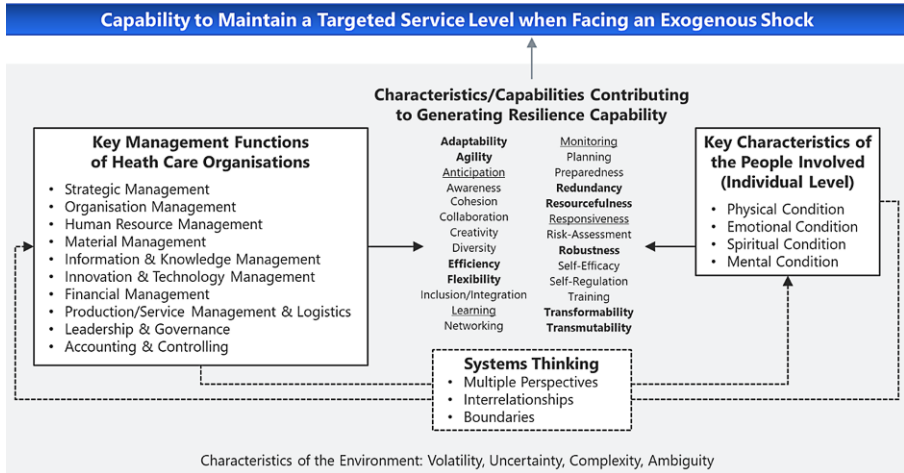 Capability to Maintain a Targeted Service Level when Facing an Exogenous Shock
Characteristics/Capabilities Contributing
to Generating Resilience Capability
Key Management Functions
of Heath Care Organisations
• Strategic Management
• Organisation Management
• Human Resource Management
• Material Management
• Information & Knowledge Management
• Innovation & Technology Management
• Financial Management
• Production/Service Management & Logistics
• Leadership & Governance
• Accounting & Controlling
Adaptability
Agility
Anticipation
Awareness
Cohesion
Collaboration
Creativity
Diversity
Efficiency
Flexibility
Inclusion/Integration
Learning
Networking
Monitoring
Planning
Preparedness
Redundancy
Resourcefulness
Responsiveness
Risk-Assessment
Robustness
Self-Efficacy
Self-Regulation
Training
Transformability
Transmutability
Key Characteristics of
the People Involved
(Individual Level)
• Physical Condition
• Emotional Condition
• Spiritual Condition
• Mental Condition
Systems Thinking
• Multiple Perspectives
• Interrelationships
• Boundaries
Characteristics of the Environment: Volatility, Uncertainty, Complexity, Ambiguity